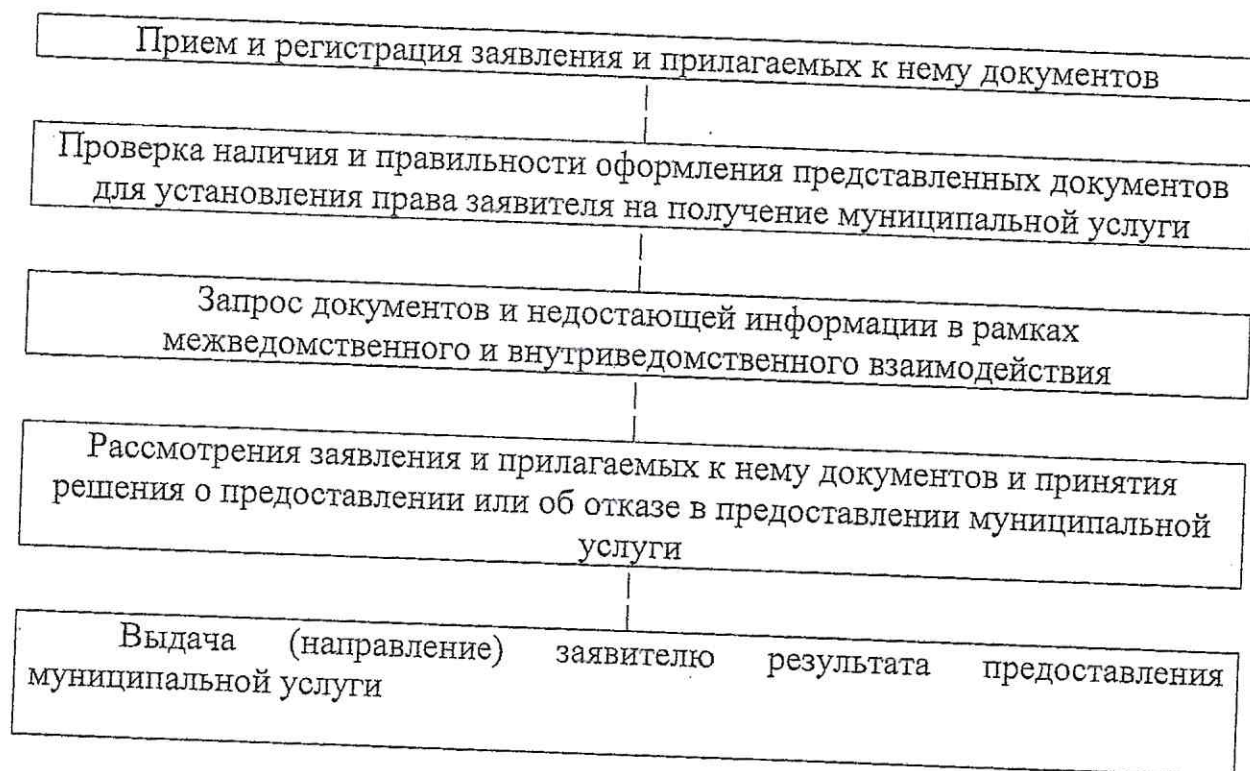 Прием и регистрация заявления и прилагаемых к нему документов
Проверка наличия и правильности оформления представленных документов
для установления права заявителя на получение муниципальной услуги
Запрос документов и недостающей информации в рамках
межведомственного и внутриведомственного взаимодействия
Рассмотрения заявления и прилагаемых к нему документов и принятия
решения о предоставлении или об отказе в предоставлении муниципальной
услуги
Выдача (направление) заявителю результата предоставления
муниципальной услуги